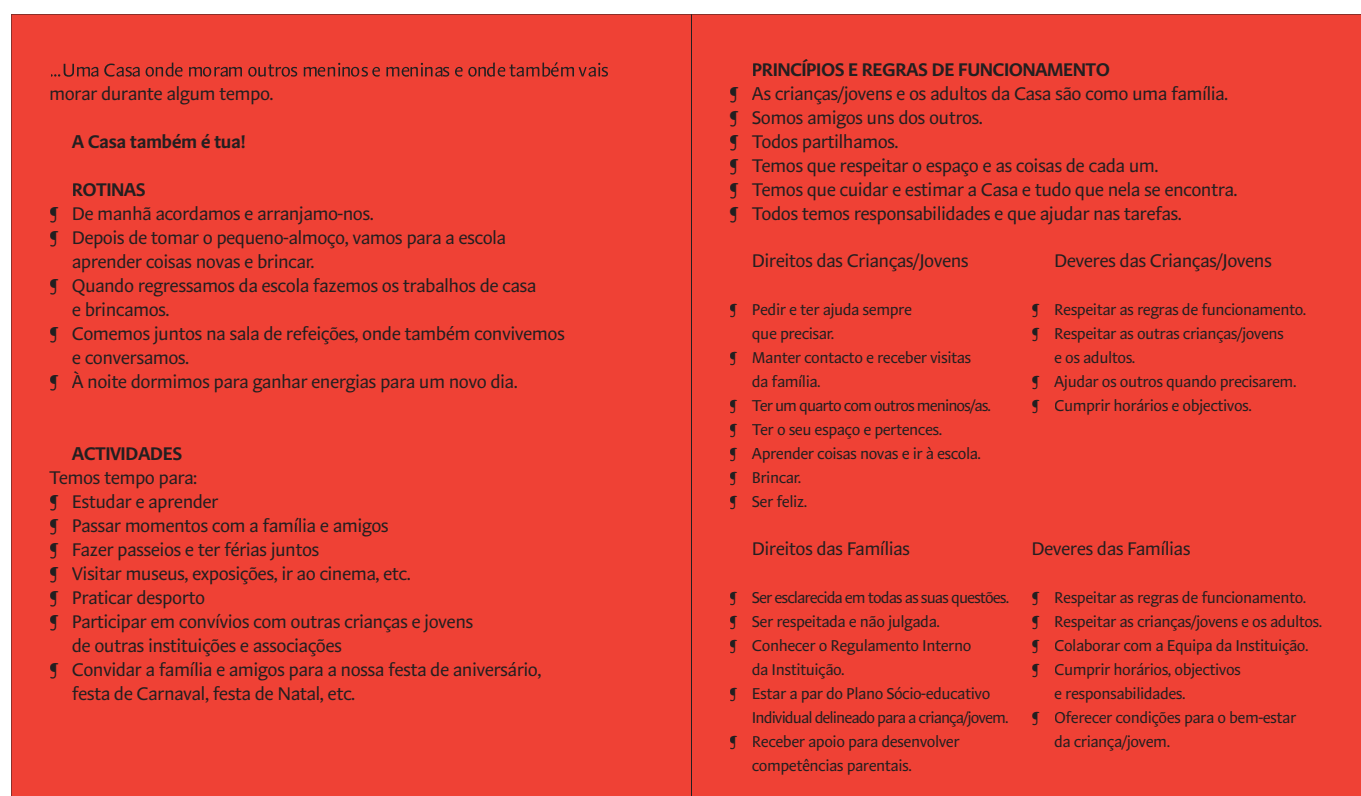 ...Uma Casa onde moram outros meninos e meninas e onde também vais
morar durante algum tempo.
A Casa também é tua!
ROTINAS
¶ De manhã acordamos e arranjamo-nos.
¶ Depois de tomar o pequeno-almoço, vamos para a escola
aprender coisas novas e brincar.
¶ Quando regressamos da escola fazemos os trabalhos de casa
e brincamos.
¶ Comemos juntos na sala de refeições, onde também convivemos
e conversamos.
¶ À noite dormimos para ganhar energias para um novo dia.
ACTIVIDADES
Temos tempo para:
¶ Estudar e aprender
¶ Passar momentos com a família e amigos
¶ Fazer passeios e ter férias juntos
¶ Visitar museus, exposições, ir ao cinema, etc.
¶ Praticar desporto
¶ Participar em convívios com outras crianças e jovens
de outras instituições e associações
¶ Convidar a família e amigos para a nossa festa de aniversário,
festa de Carnaval, festa de Natal, etc.
PRINCÍPIOS E REGRAS DE FUNCIONAMENTO
¶ As crianças/jovens e os adultos da Casa são como uma família.
¶ Somos amigos uns dos outros.
¶ Todos partilhamos.
¶ Temos que respeitar o espaço e as coisas de cada um.
¶ Temos que cuidar e estimar a Casa e tudo que nela se encontra.
¶ Todos temos responsabilidades e que ajudar nas tarefas.
Direitos das Crianças/Jovens
¶ Pedir e ter ajuda sempre
que precisar.
¶ Manter contacto e receber visitas
da família.
¶ Ter um quarto com outros meninos/as.
¶ Ter o seu espaço e pertences.
¶ Aprender coisas novas e ir à escola.
¶ Brincar.
¶ Ser feliz.
Deveres das Crianças/Jovens
¶ Respeitar as regras de funcionamento.
¶ Respeitar as outras crianças/jovens
e os adultos.
¶ Ajudar os outros quando precisarem.
¶ Cumprir horários e objectivos.
Direitos das Famílias
¶ Ser esclarecida em todas as suas questões.
¶ Ser respeitada e não julgada.
¶ Conhecer o Regulamento Interno
da Instituição.
¶ Estar a par do Plano Sócio-educativo
Individual delineado para a criança/jovem.
¶ Receber apoio para desenvolver
competências parentais.
Deveres das Famílias
¶ Respeitar as regras de funcionamento.
¶ Respeitar as crianças/jovens e os adultos.
¶ Colaborar com a Equipa da Instituição.
¶ Cumprir horários, objectivos
e responsabilidades.
¶ Oferecer condições para o bem-estar
da criança/jovem.